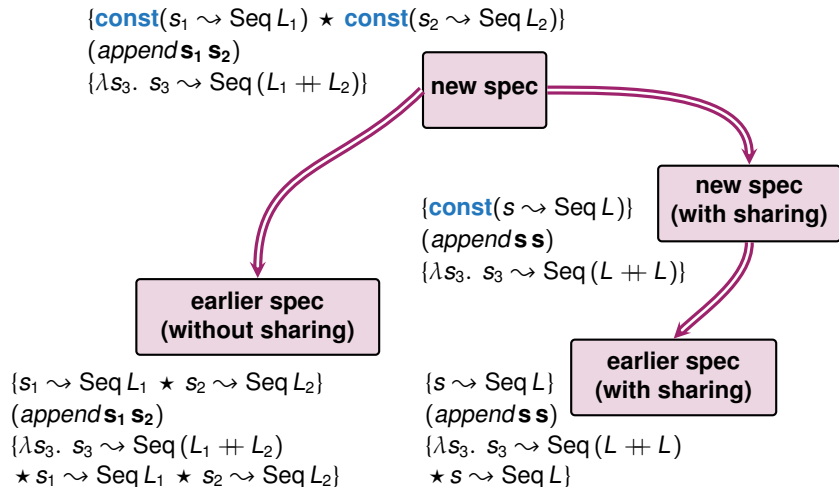 {const(s₁ ⤳ Seq L₁) ⋆ const(s₂ ⤳ Seq L₂)}
(append s₁ s₂)
{λs₃. s₃ ⤳ Seq (L₁ ⧺ L₂)}
new spec
new spec
(with sharing)
{const(s ⤳ Seq L)}
(append s s)
{λs₃. s₃ ⤳ Seq (L ⧺ L)}
earlier spec
(without sharing)
earlier spec
(with sharing)
{s₁ ⤳ Seq L₁ ⋆ s₂ ⤳ Seq L₂}
(append s₁ s₂)
{λs₃. s₃ ⤳ Seq (L₁ ⧺ L₂)
⋆ s₁ ⤳ Seq L₁ ⋆ s₂ ⤳ Seq L₂}
{s ⤳ Seq L}
(append s s)
{λs₃. s₃ ⤳ Seq (L ⧺ L)
⋆ s ⤳ Seq L}